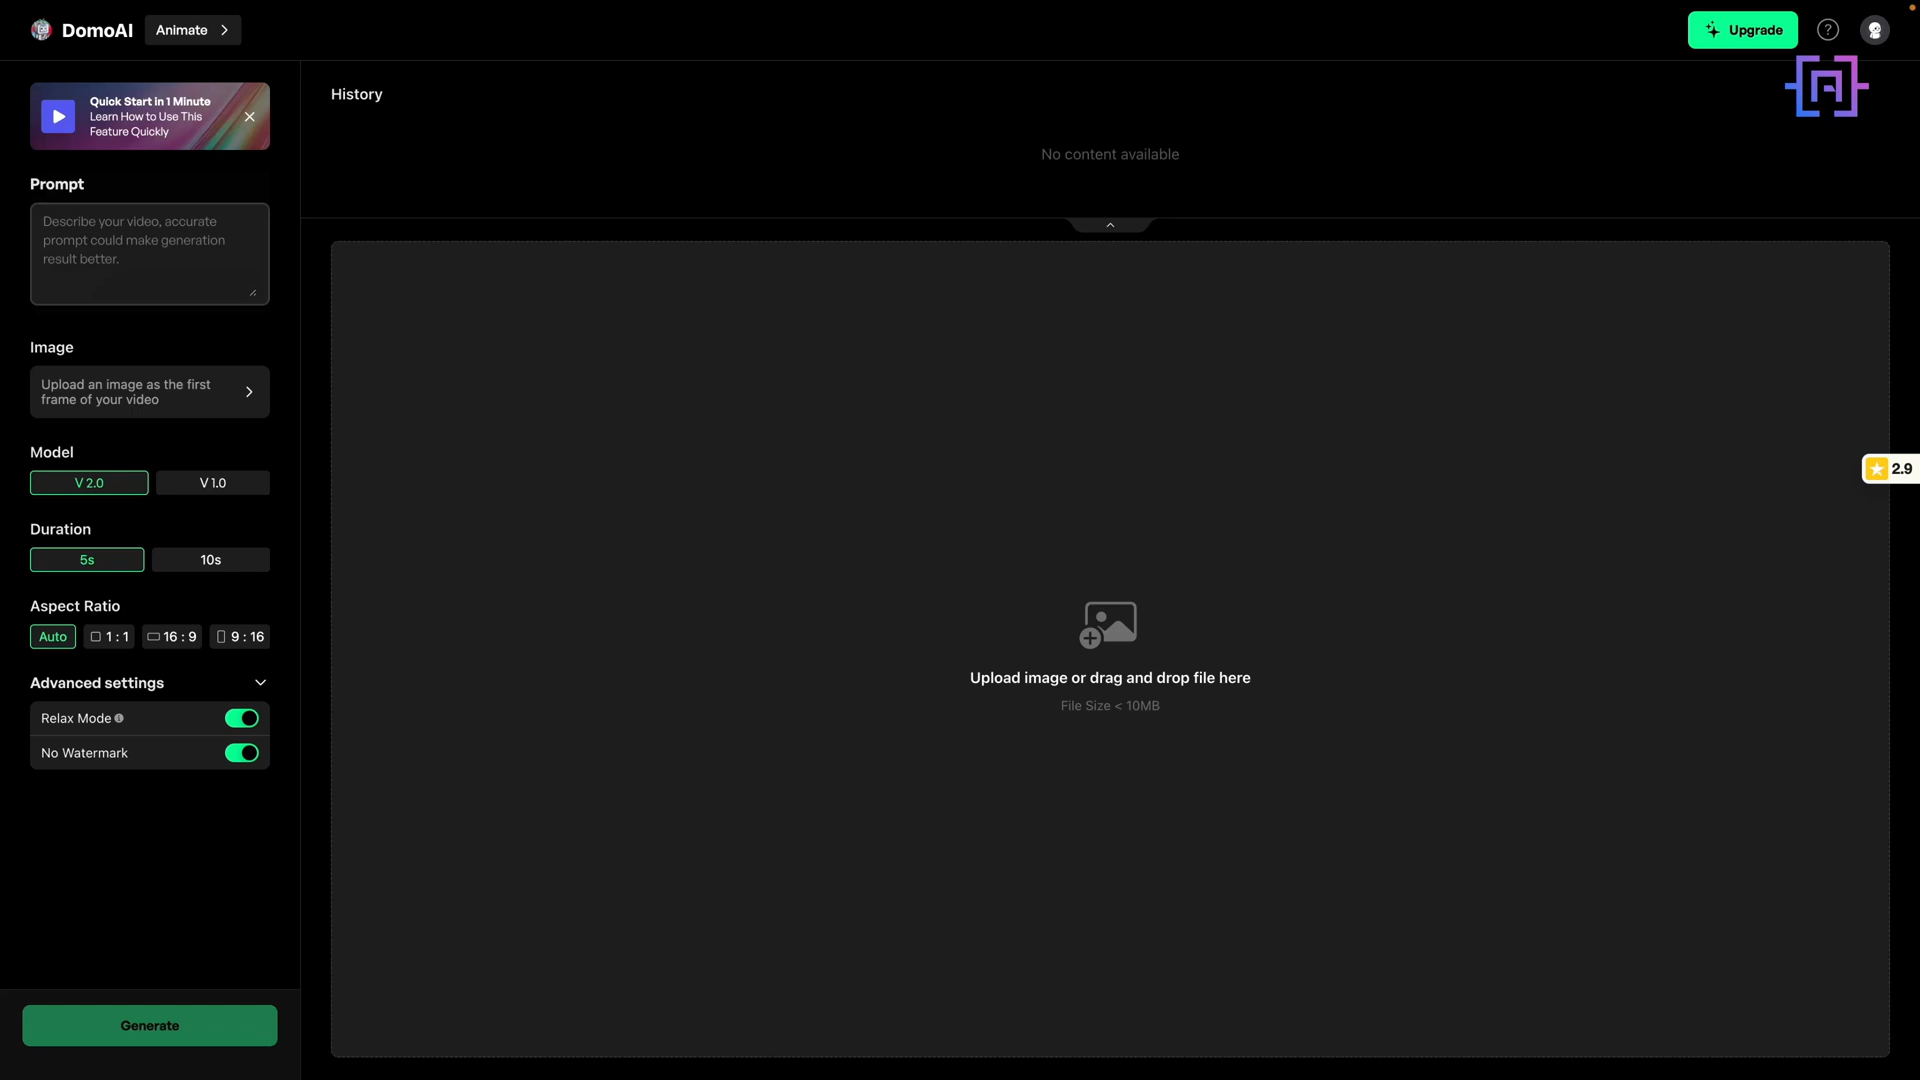 DomoAI
Animate
Upgrade
?
Quick Start in 1 Minute
Learn How to Use This
Feature Quickly
History
No content available
Prompt
Describe your video, accurate
prompt could make generation
result better.
Image
Upload an image as the first
frame of your video
Model
V 2.0
V 1.0
2.9
Duration
5s
10s
Aspect Ratio
Auto
1 : 1
16 : 9
9 : 16
Upload image or drag and drop file here
File Size < 10MB
Advanced settings
Relax Mode
No Watermark
Generate